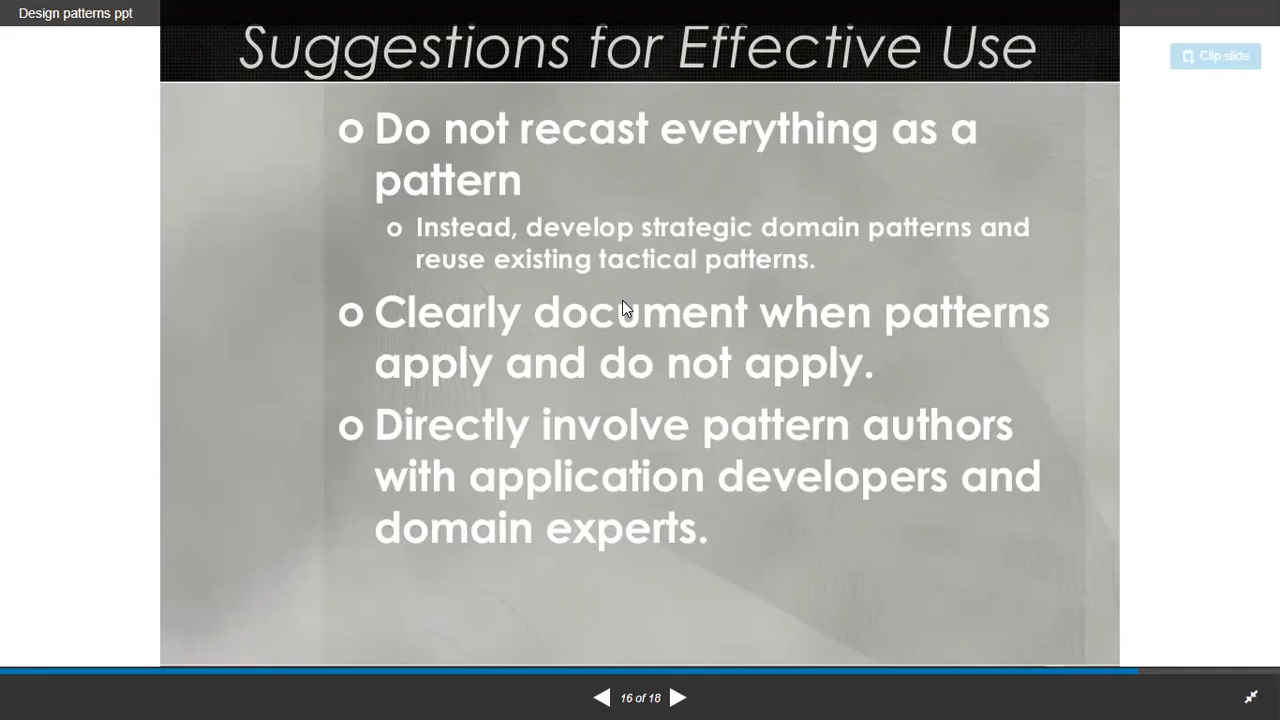 Design patterns ppt
Suggestions for Effective Use
Clip slide
o Do not recast everything as a
pattern
o Instead, develop strategic domain patterns and
reuse existing tactical patterns.
o Clearly document when patterns
apply and do not apply.
o Directly involve pattern authors
with application developers and
domain experts.
16 of 18